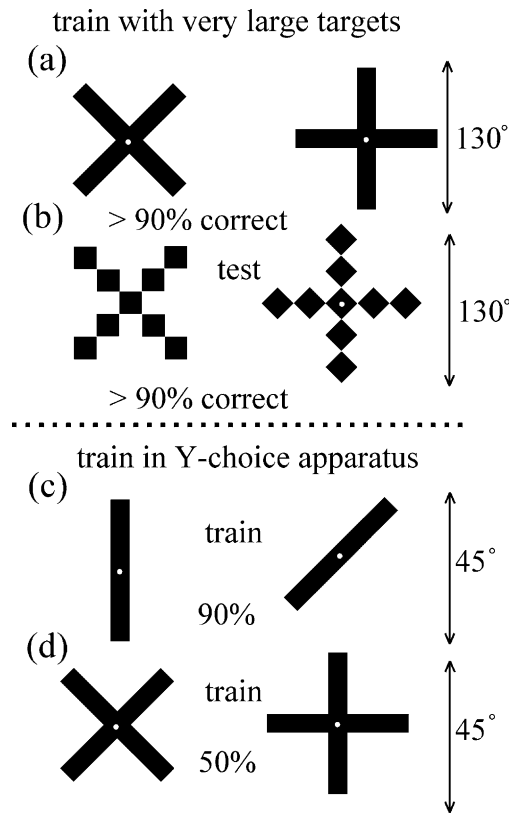 train with very large targets
(a)
130°
> 90% correct
(b)
test
130°
> 90% correct
train in Y-choice apparatus
(c)
train
45°
90%
(d)
train
45°
50%